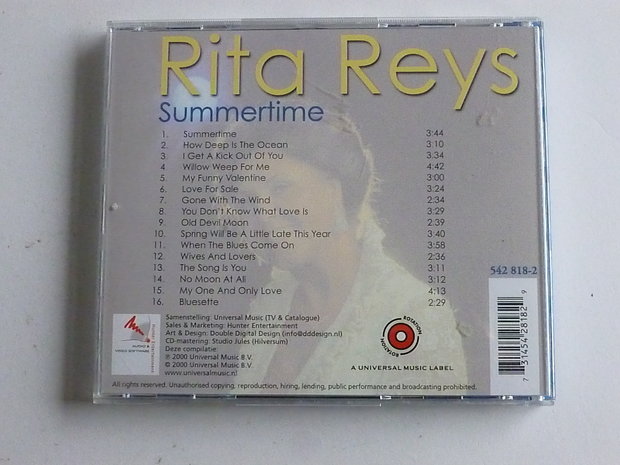 Rita Reys
Summertime
1. Summertime 3:44
2. How Deep Is The Ocean 3:10
3. I Get A Kick Out Of You 3:34
4. Willow Weep For Me 4:42
5. My Funny Valentine 3:00
6. Love For Sale 3:24
7. Gone With The Wind 2:34
8. You Don't Know What Love Is 3:29
9. Old Devil Moon 2:39
10. Spring Will Be A Little Late This Year 3:40
11. When The Blues Come On 3:58
12. Wives And Lovers 2:36
13. The Song Is You 3:11
14. No Moon At All 3:12
15. My One And Only Love 4:13
16. Bluesette 2:29
542 818-2
7 31454 28182 9
Samenstelling: Universal Music (TV & Catalogue)
Sales & Marketing: Hunter Entertainment
Art & Design: Double Digital Design (info@dddesign.nl)
CD-mastering: Studio Jules (Hilversum)
Deze compilatie:
℗ 2000 Universal Music B.V.
© 2000 Universal Music B.V.
www.universalmusic.nl
ROTATION
ROTATION
A UNIVERSAL MUSIC LABEL
All rights reserved. Unauthorised copying, reproduction, hiring, lending, public performance and broadcasting prohibited.